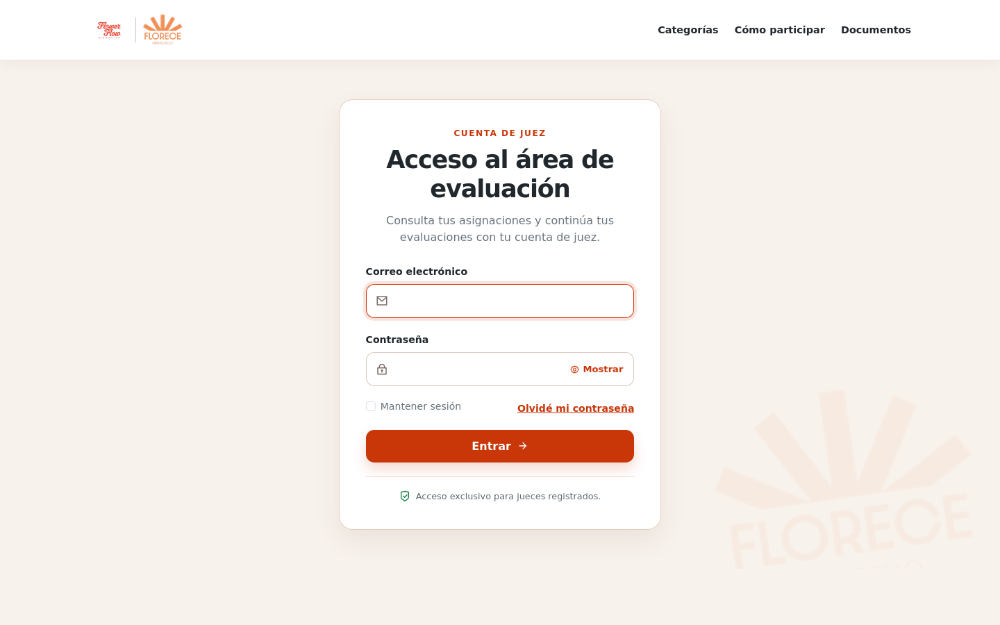 Flower
Flow
FLORECE
HERMOSILLO
Categorías
Cómo participar
Documentos
CUENTA DE JUEZ
Acceso al área de
evaluación
Consulta tus asignaciones y continúa tus
evaluaciones con tu cuenta de juez.
Correo electrónico
Contraseña
Mostrar
Mantener sesión
Olvidé mi contraseña
Entrar
Acceso exclusivo para jueces registrados.
FLORECE